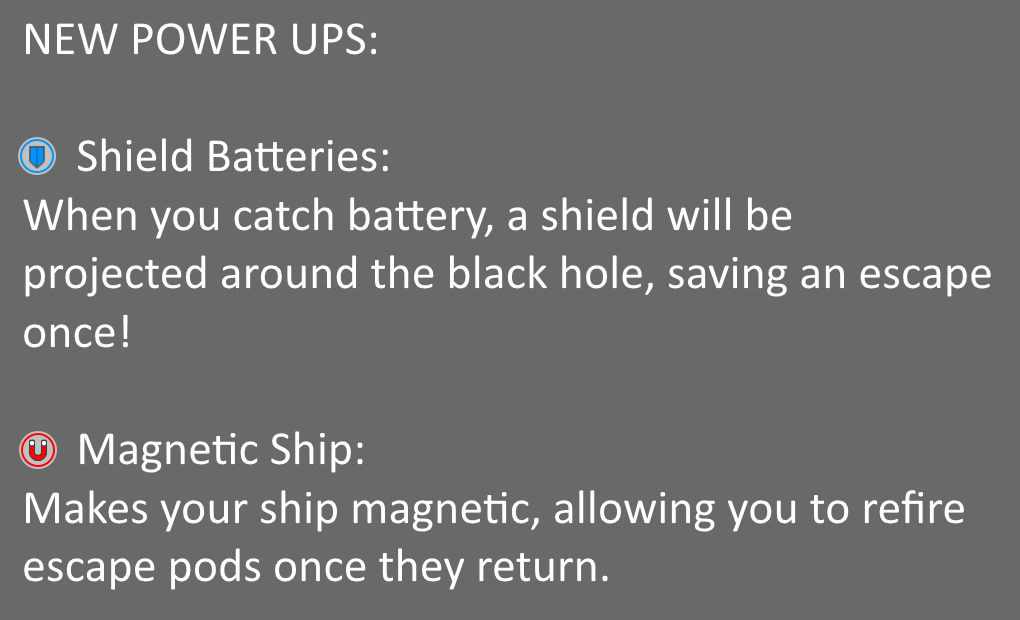 NEW POWER UPS:
Shield Batteries:
When you catch battery, a shield will be
projected around the black hole, saving an escape
once!
Magnetic Ship:
Makes your ship magnetic, allowing you to refire
escape pods once they return.